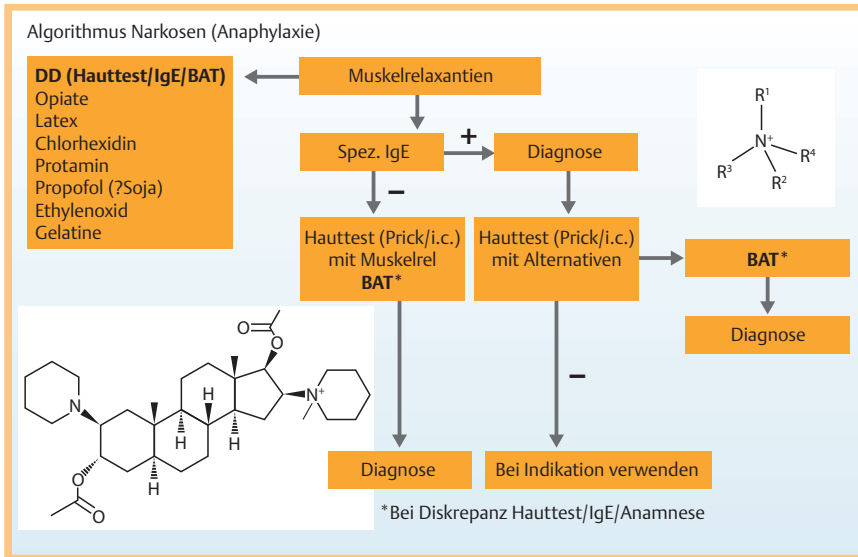 Algorithmus Narkosen (Anaphylaxie)
DD (Hauttest/IgE/BAT)
Opiate
Latex
Chlorhexidin
Protamin
Propofol (?Soja)
Ethylenoxid
Gelatine
Muskelrelaxantien
Spez. IgE
+
Diagnose
–
Hauttest (Prick/i.c.)
mit Muskelrel
BAT*
Hauttest (Prick/i.c.)
mit Alternativen
BAT*
Diagnose
–
Diagnose
Bei Indikation verwenden
*Bei Diskrepanz Hauttest/IgE/Anamnese
R¹
N⁺
R³
R⁴
R²
O
O
N
H
H
H
H
N⁺
O
O